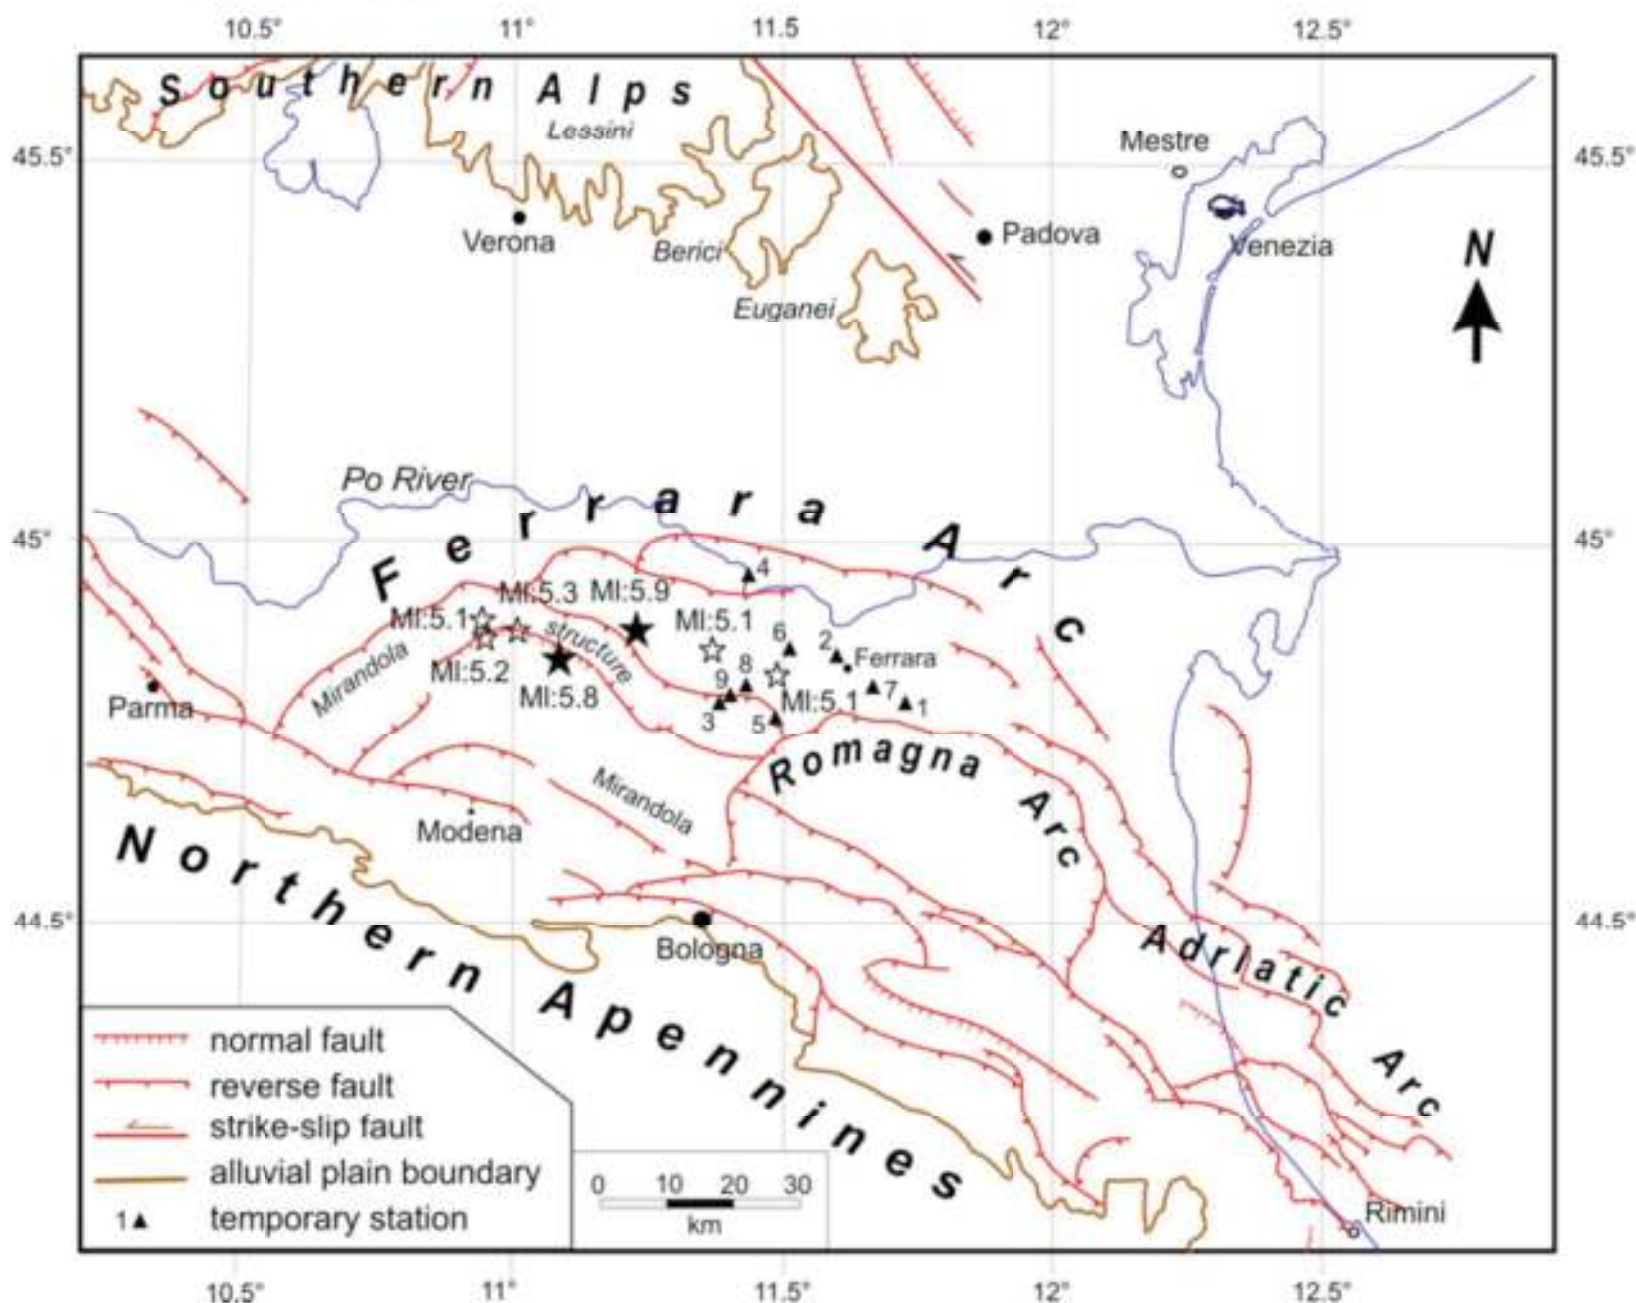 10.5° 11° 11.5 12° 12.5°
Southern Alps
Lessini
Mestre
45.5° 45.5°
Verona
Berici
Padova
Venezia
N
Euganei
Po River
Ferrara Arc
45° 45°
4
Ml:5.3 Ml:5.9
Ml:5.1 Ml:5.1
structure
6 2
Ferrara
Mirandola
Ml:5.2
8
9
Ml:5.8
Ml:5.1
7
1
Parma
3
5
Romagna Arc
Mirandola
Modena
Northern Apennines
44.5° 44.5°
Bologna
AdrIatic Arc
normal fault
reverse fault
strike-slip fault
alluvial plain boundary
1 temporary station
0 10 20 30
km
Rimini
10.5° 11° 11.5° 12° 12.5°